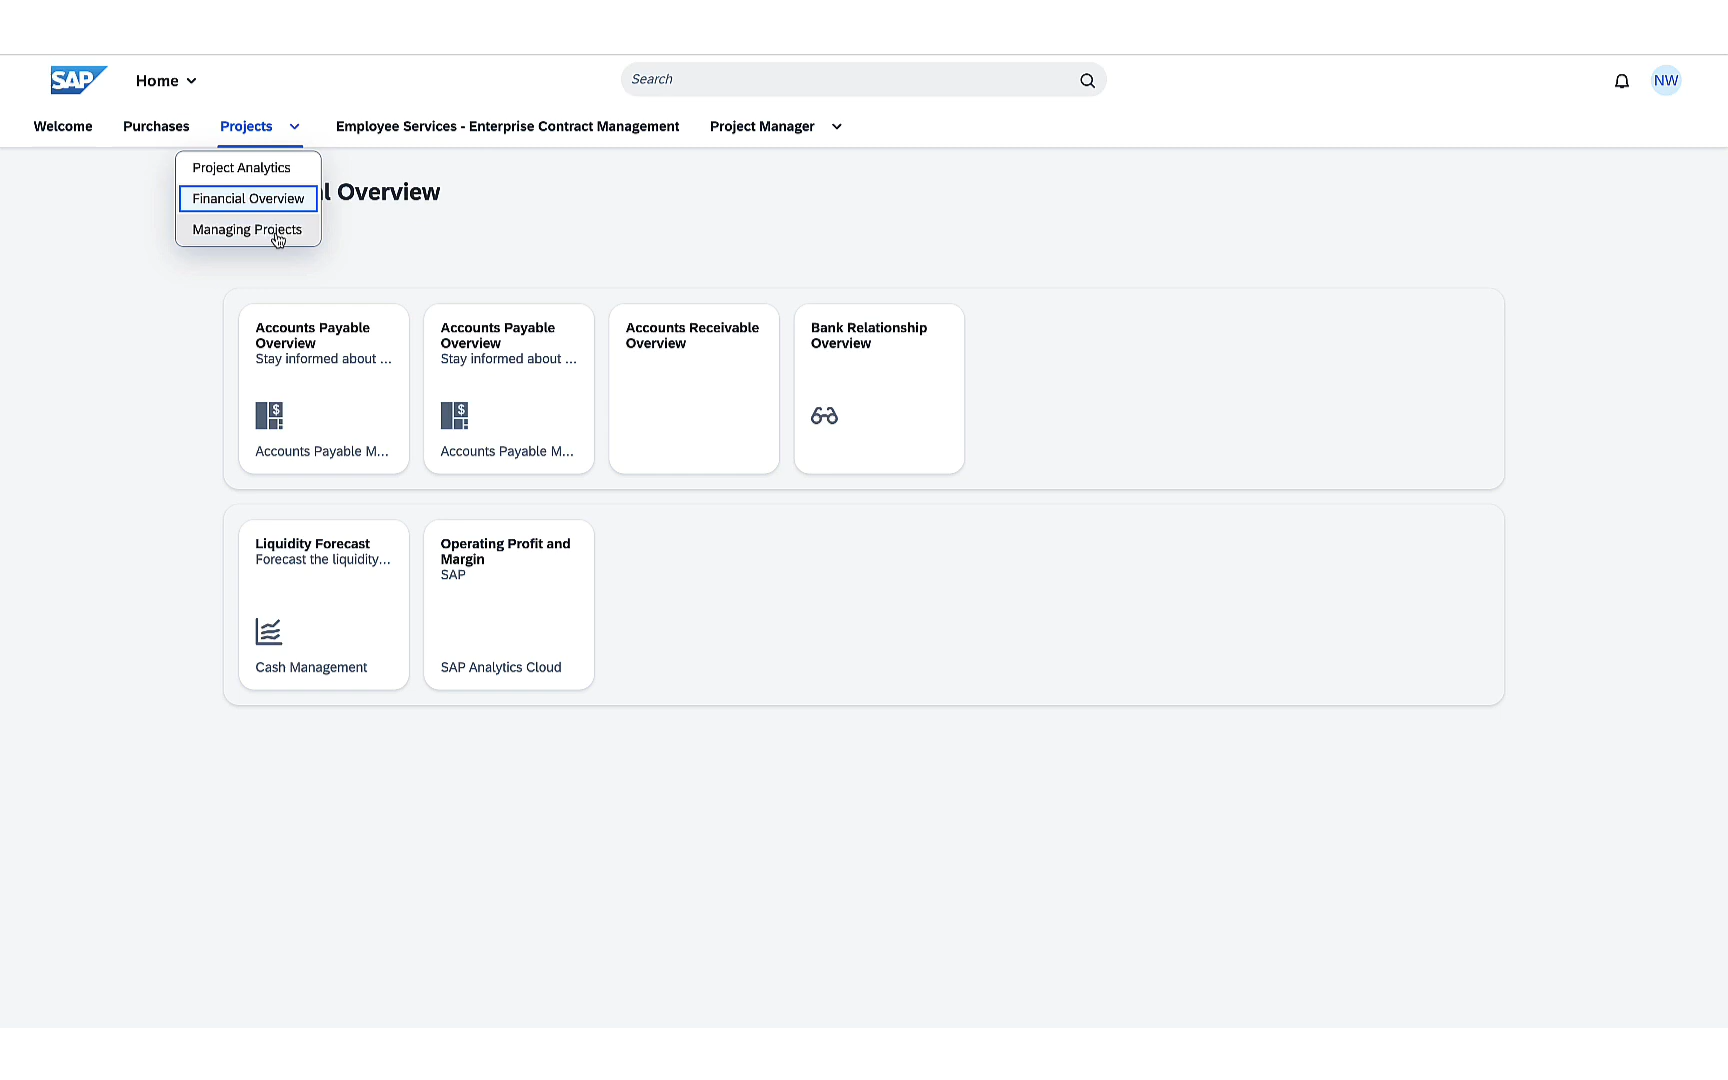 SAP
Home
Search
NW
Welcome
Purchases
Projects
Employee Services - Enterprise Contract Management
Project Manager
Project Analytics
Financial Overview
Managing Projects
l Overview
Accounts Payable
Overview
Stay informed about ...
$
Accounts Payable M...
Accounts Payable
Overview
Stay informed about ...
$
Accounts Payable M...
Accounts Receivable
Overview
Bank Relationship
Overview
Liquidity Forecast
Forecast the liquidity...
Cash Management
Operating Profit and
Margin
SAP
SAP Analytics Cloud